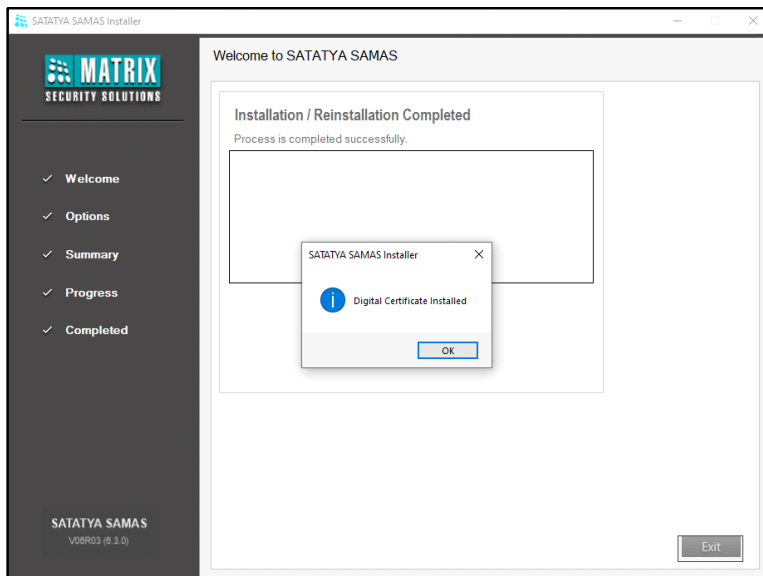 SATATYA SAMAS Installer
MATRIX
SECURITY SOLUTIONS
Welcome
Options
Summary
Progress
Completed
SATATYA SAMAS
V06R03 (6.3.0)
Welcome to SATATYA SAMAS
Installation / Reinstallation Completed
Process is completed successfully.
SATATYA SAMAS Installer
Digital Certificate Installed
OK
Exit